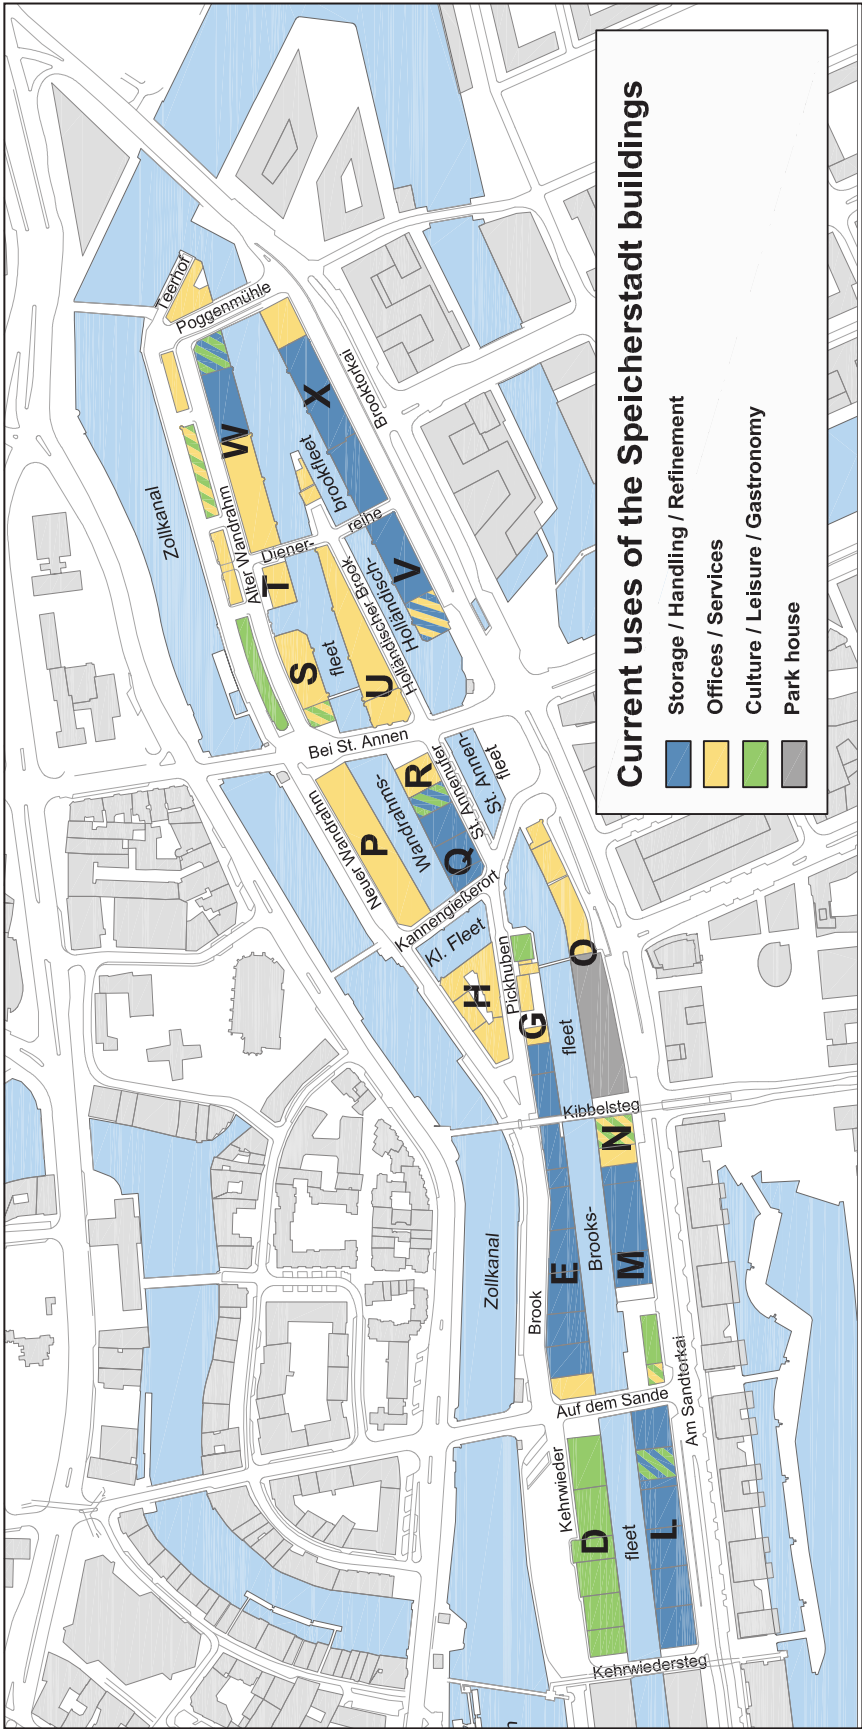 Current uses of the Speicherstadt buildings
Storage / Handling / Refinement
Offices / Services
Culture / Leisure / Gastronomy
Park house
Kehrwiedersteg
Kehrwieder
D
fleet
L
Auf dem Sande
Am Sandtorkai
Zollkanal
Brook
E
Brooks-
M
N
Kibbelsteg
fleet
G
O
H
Pickhuben
Kl. Fleet
Kannengießerort
Neuer Wandrahm
P
Wandrahms-
Q
R
St. Annenufer
St. Annen-
fleet
Bei St. Annen
S
fleet
U
T
Holländischer Brook
Holländisch-
V
Diener-
reihe
Alter Wandrahm
Zollkanal
W
brookfleet
X
Brooktorkai
Poggenmühle
Teerhof
n